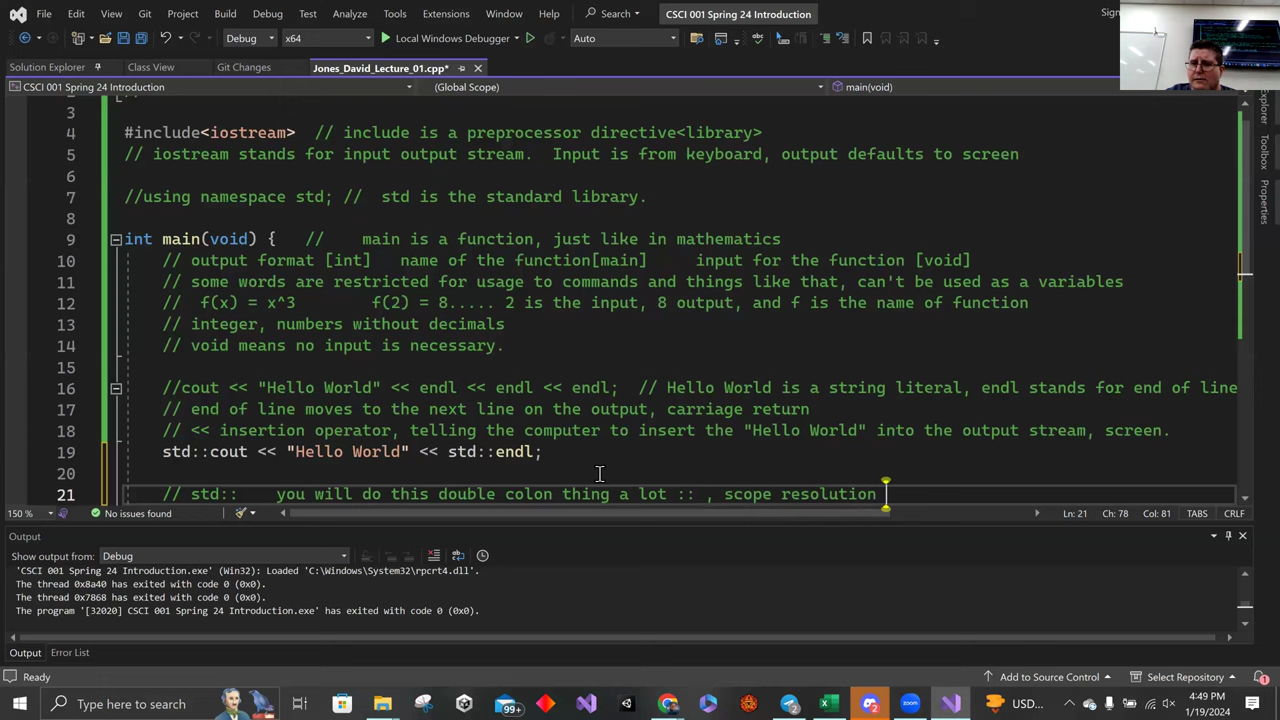 File Edit View Git Project Build Debug Test Analyze Tools Extensions Window Help Search CSCI 001 Spring 24 Introduction
Debug x64 Local Windows Debugger Auto
Solution Explorer Class View Git Changes Jones_David_Lecture_01.cpp*
CSCI 001 Spring 24 Introduction (Global Scope) main(void)
3
4 #include<iostream> // include is a preprocessor directive<library>
5 // iostream stands for input output stream. Input is from keyboard, output defaults to screen
6
7 //using namespace std; // std is the standard library.
8
9 int main(void) { // main is a function, just like in mathematics
10 // output format [int] name of the function[main] input for the function [void]
11 // some words are restricted for usage to commands and things like that, can't be used as a variables
12 // f(x) = x^3 f(2) = 8..... 2 is the input, 8 output, and f is the name of function
13 // integer, numbers without decimals
14 // void means no input is necessary.
15
16 //cout << "Hello World" << endl << endl << endl; // Hello World is a string literal, endl stands for end of line
17 // end of line moves to the next line on the output, carriage return
18 // << insertion operator, telling the computer to insert the "Hello World" into the output stream, screen.
19 std::cout << "Hello World" << std::endl;
20
21 // std:: you will do this double colon thing a lot :: , scope resolution
150 % No issues found Ln: 21 Ch: 78 Col: 81 TABS CRLF
Output
Show output from: Debug
'CSCI 001 Spring 24 Introduction.exe' (Win32): Loaded 'C:\Windows\System32\rpcrt4.dll'.
The thread 0x8a40 has exited with code 0 (0x0).
The thread 0x7868 has exited with code 0 (0x0).
The program '[32020] CSCI 001 Spring 24 Introduction.exe' has exited with code 0 (0x0).
Output Error List
Ready Add to Source Control Select Repository 1
Type here to search 99+ zoom USD... 4:49 PM
1/19/2024
Toolbox
Properties